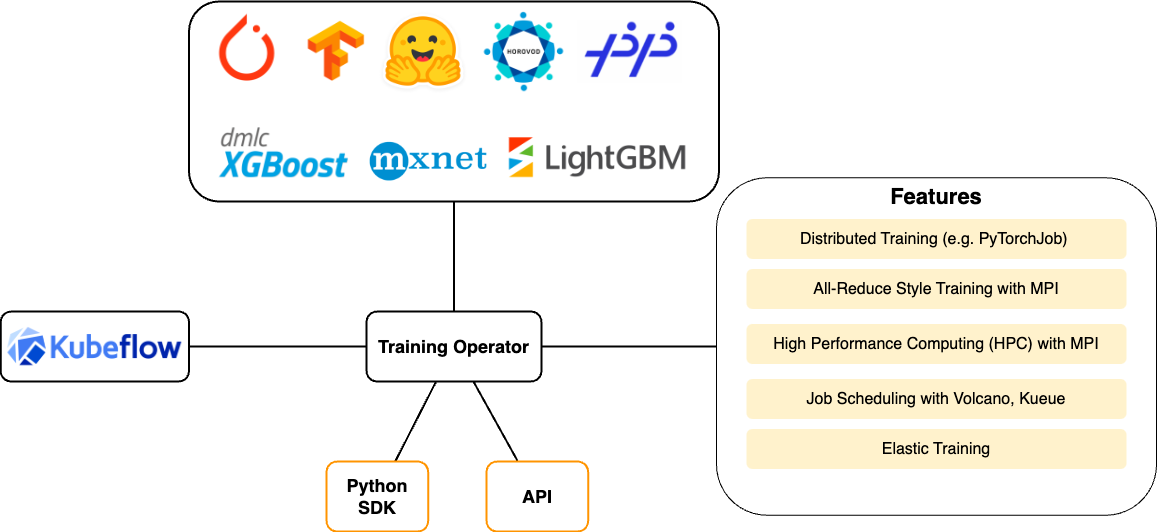 HOROVOD
dmlc
XGBoost
mxnet
LightGBM
Features
Distributed Training (e.g. PyTorchJob)
All-Reduce Style Training with MPI
High Performance Computing (HPC) with MPI
Job Scheduling with Volcano, Kueue
Elastic Training
Kubeflow
Training Operator
Python
SDK
API